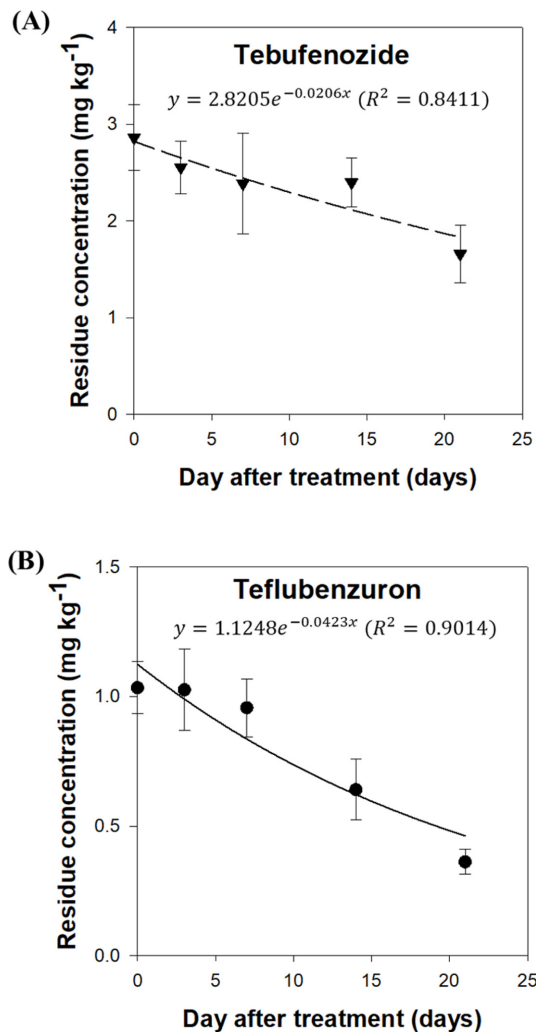 (A)
Tebufenozide
y = 2.8205e^{-0.0206x} (R² = 0.8411)
Residue concentration (mg kg⁻¹)
4
3
2
1
0
0 5 10 15 20 25
Day after treatment (days)
(B)
Teflubenzuron
y = 1.1248e^{-0.0423x} (R² = 0.9014)
Residue concentration (mg kg⁻¹)
1.5
1.0
0.5
0.0
0 5 10 15 20 25
Day after treatment (days)